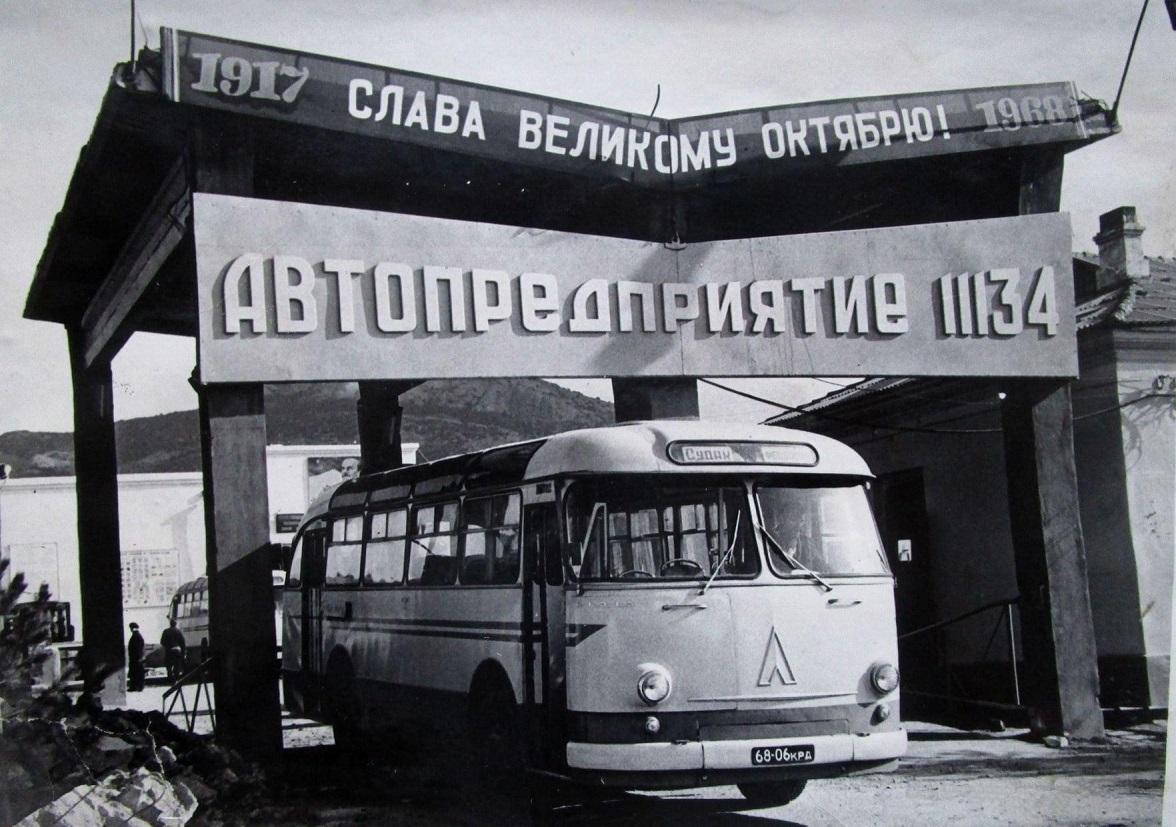 1917 СЛАВА ВЕЛИКОМУ ОКТЯБРЮ! 1968
АВТОПРЕДПРИЯТИЕ 11134
Судак
68-06КРД